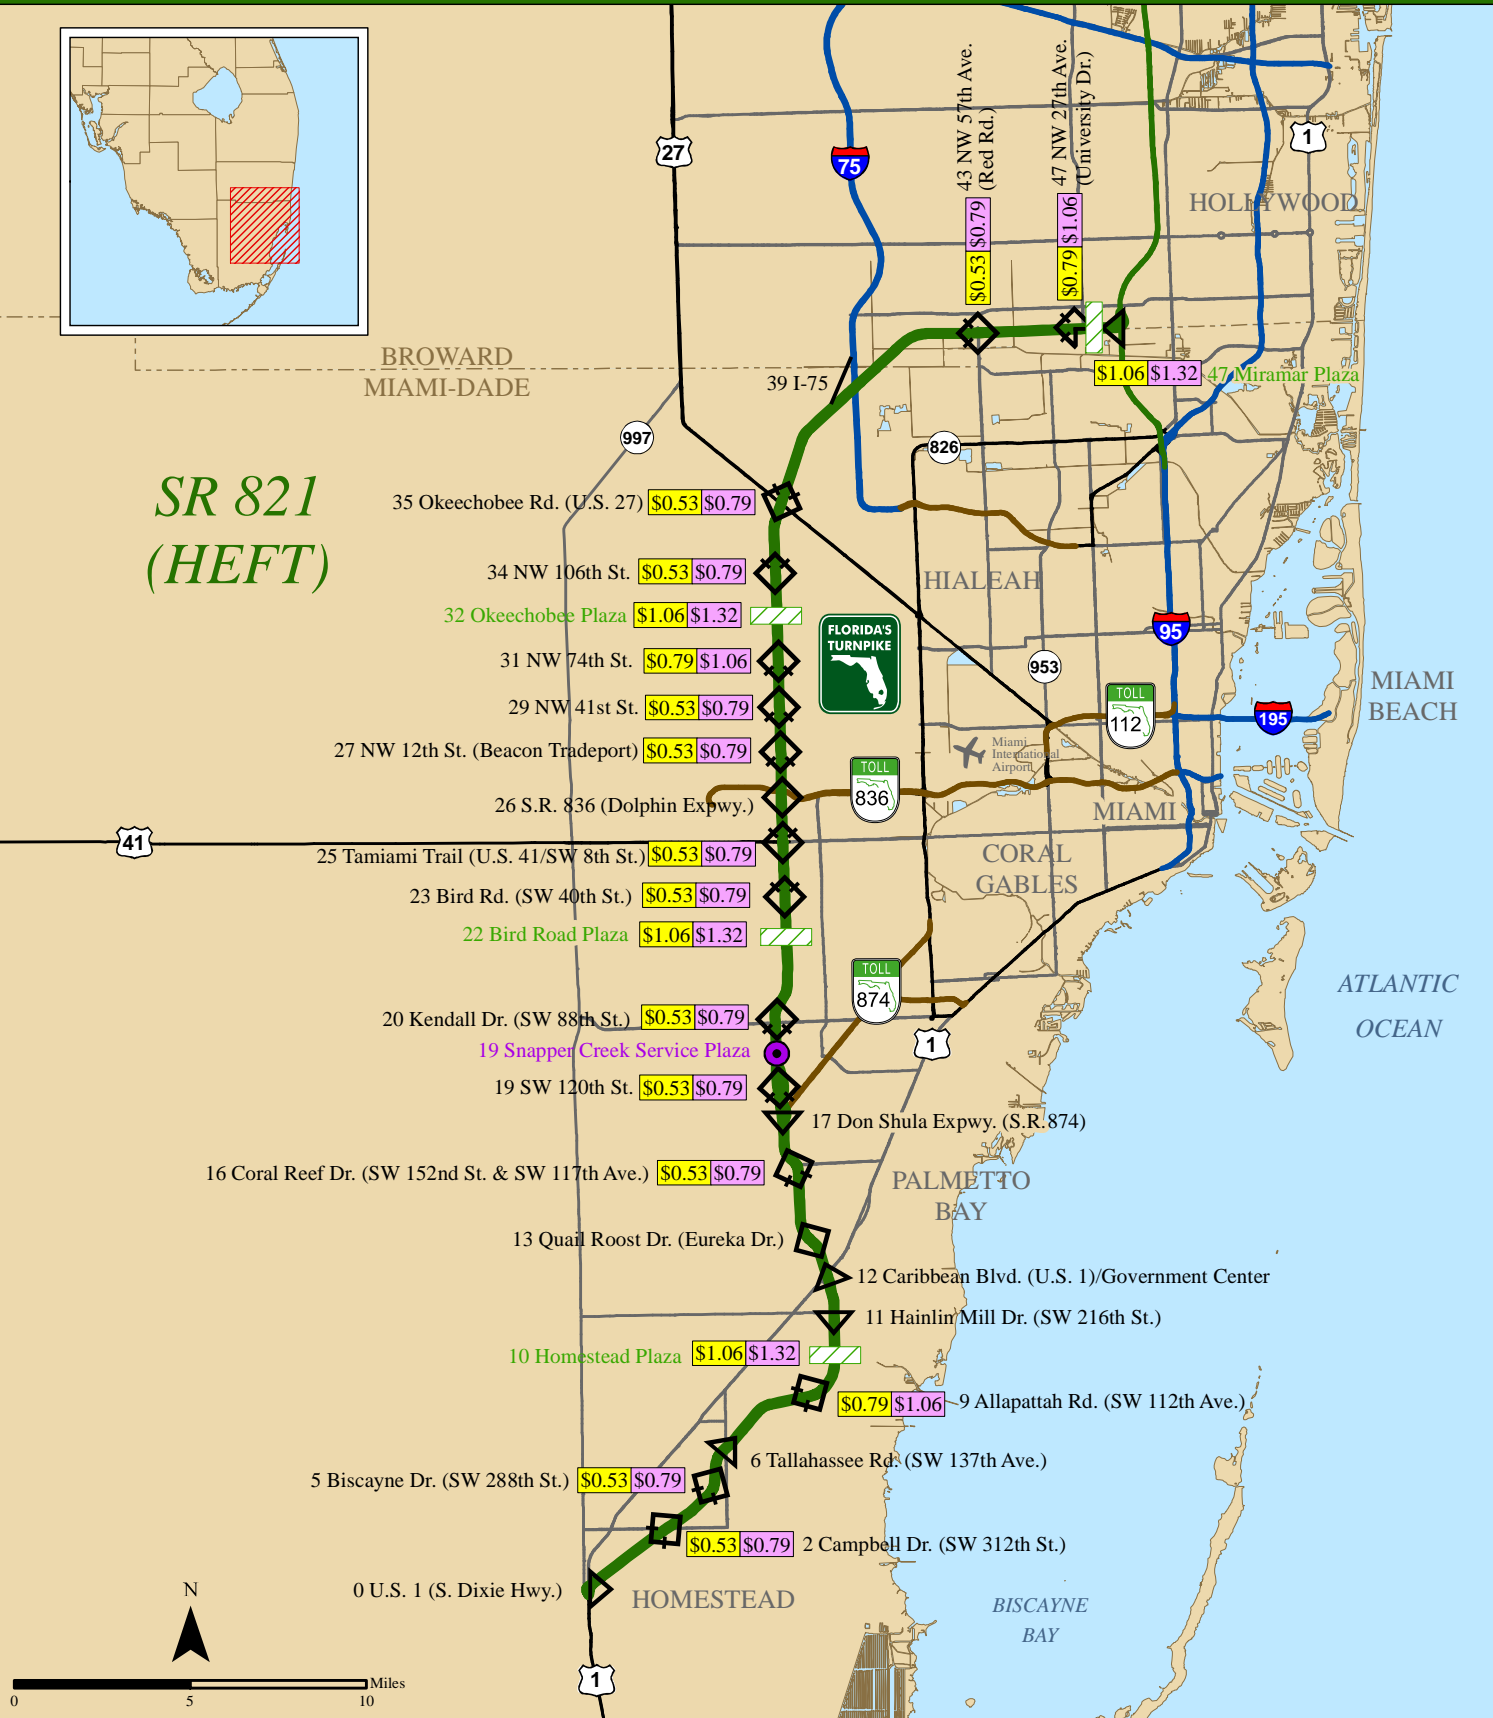 43 NW 57th Ave.
(Red Rd.)
$0.53 $0.79
47 NW 27th Ave.
(University Dr.)
$0.79 $1.06
27
75
1
HOLLYWOOD
BROWARD
MIAMI-DADE
39 I-75
$1.06 $1.32 47 Miramar Plaza
997
826
SR 821
(HEFT)
35 Okeechobee Rd. (U.S. 27) $0.53 $0.79
34 NW 106th St. $0.53 $0.79
HIALEAH
32 Okeechobee Plaza $1.06 $1.32
FLORIDA'S
TURNPIKE
95
31 NW 74th St. $0.79 $1.06
953
MIAMI
BEACH
29 NW 41st St. $0.53 $0.79
TOLL
112
195
27 NW 12th St. (Beacon Tradeport) $0.53 $0.79
Miami
International
Airport
TOLL
836
26 S.R. 836 (Dolphin Expwy.)
MIAMI
41
25 Tamiami Trail (U.S. 41/SW 8th St.) $0.53 $0.79
CORAL
GABLES
23 Bird Rd. (SW 40th St.) $0.53 $0.79
22 Bird Road Plaza $1.06 $1.32
TOLL
874
ATLANTIC
OCEAN
20 Kendall Dr. (SW 88th St.) $0.53 $0.79
1
19 Snapper Creek Service Plaza
19 SW 120th St. $0.53 $0.79
17 Don Shula Expwy. (S.R.874)
16 Coral Reef Dr. (SW 152nd St. & SW 117th Ave.) $0.53 $0.79
PALMETTO
BAY
13 Quail Roost Dr. (Eureka Dr.)
12 Caribbean Blvd. (U.S. 1)/Government Center
11 Hainlin Mill Dr. (SW 216th St.)
10 Homestead Plaza $1.06 $1.32
$0.79 $1.06 9 Allapattah Rd. (SW 112th Ave.)
6 Tallahassee Rd. (SW 137th Ave.)
5 Biscayne Dr. (SW 288th St.) $0.53 $0.79
$0.53 $0.79 2 Campbell Dr. (SW 312th St.)
0 U.S. 1 (S. Dixie Hwy.)
HOMESTEAD
BISCAYNE
BAY
N
1
Miles
0 5 10